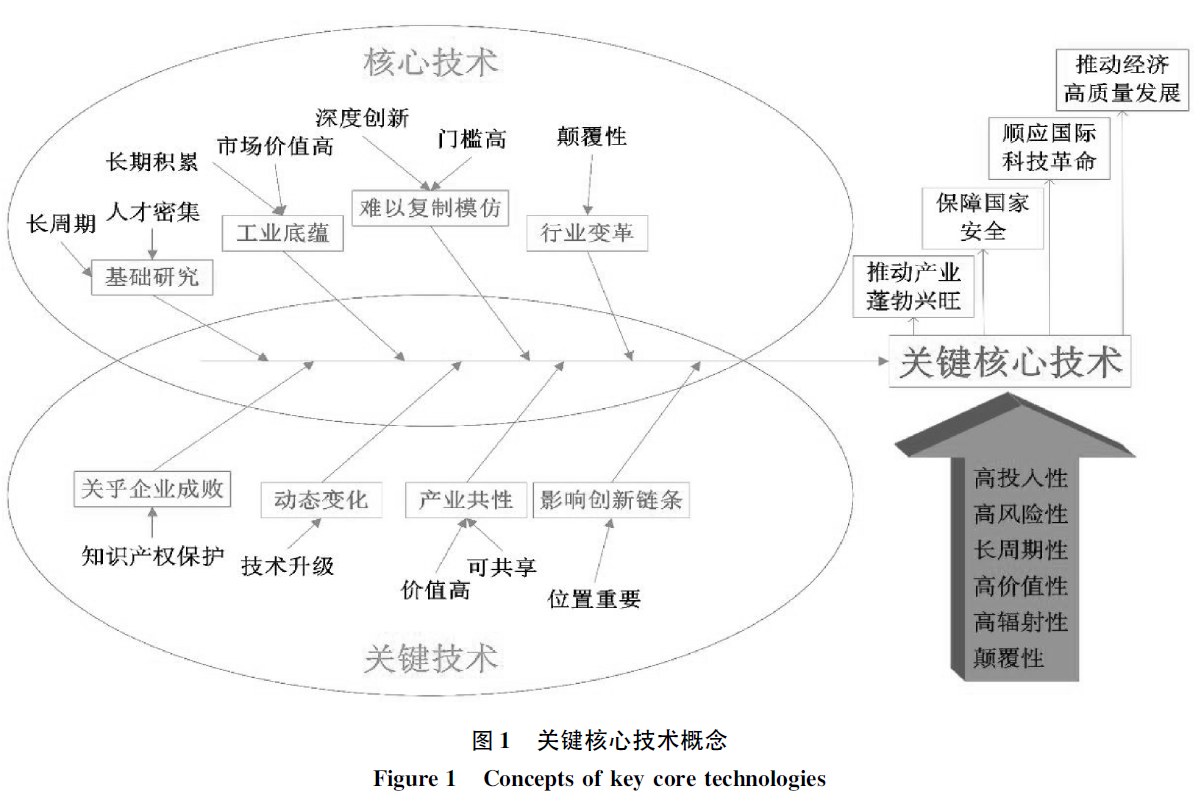 核心技术
深度创新
门槛高
颠覆性
市场价值高
长期积累
难以复制模仿
人才密集
长周期
工业底蕴
行业变革
基础研究
推动经济
高质量发展
顺应国际
科技革命
保障国家
安全
推动产业
蓬勃兴旺
关键核心技术
关乎企业成败
动态变化
产业共性
影响创新链条
知识产权保护
技术升级
可共享
价值高
位置重要
关键技术
高投入性
高风险性
长周期性
高价值性
高辐射性
颠覆性
图1 关键核心技术概念
Figure 1 Concepts of key core technologies